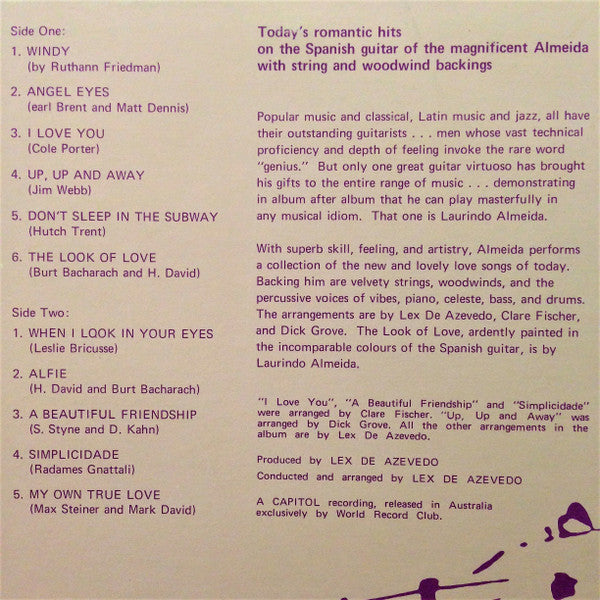 Side One:
1. WINDY
(by Ruthann Friedman)
2. ANGEL EYES
(earl Brent and Matt Dennis)
3. I LOVE YOU
(Cole Porter)
4. UP, UP AND AWAY
(Jim Webb)
5. DON'T SLEEP IN THE SUBWAY
(Hutch Trent)
6. THE LOOK OF LOVE
(Burt Bacharach and H. David)
Side Two:
1. WHEN I LOOK IN YOUR EYES
(Leslie Bricusse)
2. ALFIE
(H. David and Burt Bacharach)
3. A BEAUTIFUL FRIENDSHIP
(S. Styne and D. Kahn)
4. SIMPLICIDADE
(Radames Gnattali)
5. MY OWN TRUE LOVE
(Max Steiner and Mark David)
Today's romantic hits
on the Spanish guitar of the magnificent Almeida
with string and woodwind backings
Popular music and classical, Latin music and jazz, all have
their outstanding guitarists . . . men whose vast technical
proficiency and depth of feeling invoke the rare word
"genius." But only one great guitar virtuoso has brought
his gifts to the entire range of music . . . demonstrating
in album after album that he can play masterfully in
any musical idiom. That one is Laurindo Almeida.
With superb skill, feeling, and artistry, Almeida performs
a collection of the new and lovely love songs of today.
Backing him are velvety strings, woodwinds, and the
percussive voices of vibes, piano, celeste, bass, and drums.
The arrangements are by Lex De Azevedo, Clare Fischer,
and Dick Grove. The Look of Love, ardently painted in
the incomparable colours of the Spanish guitar, is by
Laurindo Almeida.
"I Love You", "A Beautiful Friendship" and "Simplicidade"
were arranged by Clare Fischer. "Up, Up and Away" was
arranged by Dick Grove. All the other arrangements in the
album are by Lex De Azevedo.
Produced by LEX DE AZEVEDO
Conducted and arranged by LEX DE AZEVEDO
A CAPITOL recording, released in Australia
exclusively by World Record Club.